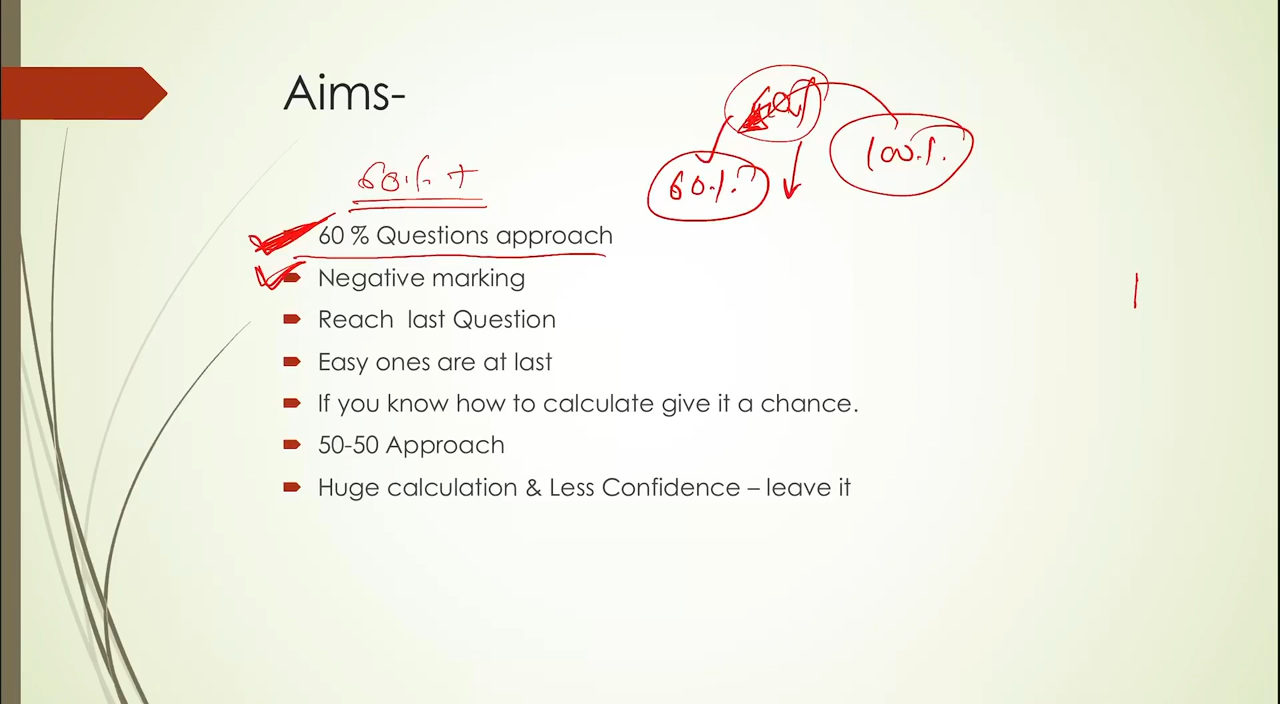 Aims-
100%.
60%+
60%.
60 % Questions approach
Negative marking
Reach last Question
Easy ones are at last
If you know how to calculate give it a chance.
50-50 Approach
Huge calculation & Less Confidence – leave it